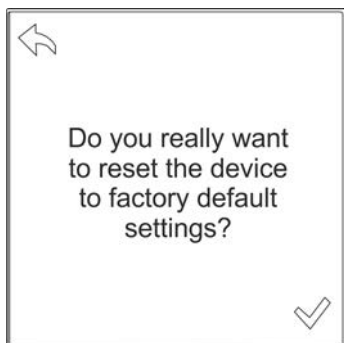 Do you really want
to reset the device
to factory default
settings?